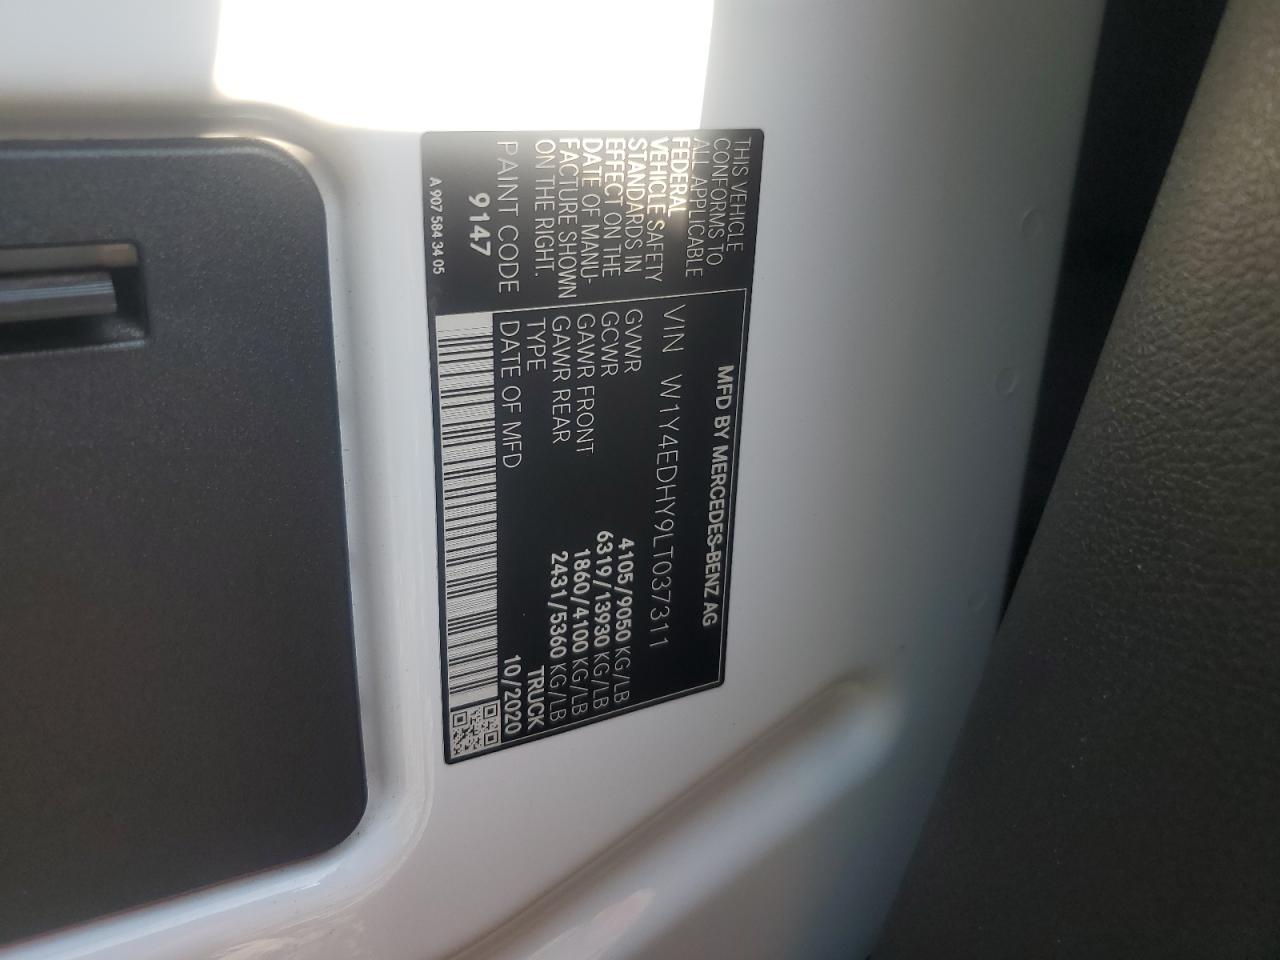 THIS VEHICLE
CONFORMS TO
ALL APPLICABLE
FEDERAL
VEHICLE SAFETY
STANDARDS IN
EFFECT ON THE
DATE OF MANU-
FACTURE SHOWN
ON THE RIGHT.
PAINT CODE
9147
A 907 584 34 05
MFD BY MERCEDES-BENZ AG
VIN W1Y4EDHY9LT037311
GVWR 4105/9050 KG/LB
GCWR 6319/13930 KG/LB
GAWR FRONT 1860/4100 KG/LB
GAWR REAR 2431/5360 KG/LB
TYPE TRUCK
DATE OF MFD 10/2020